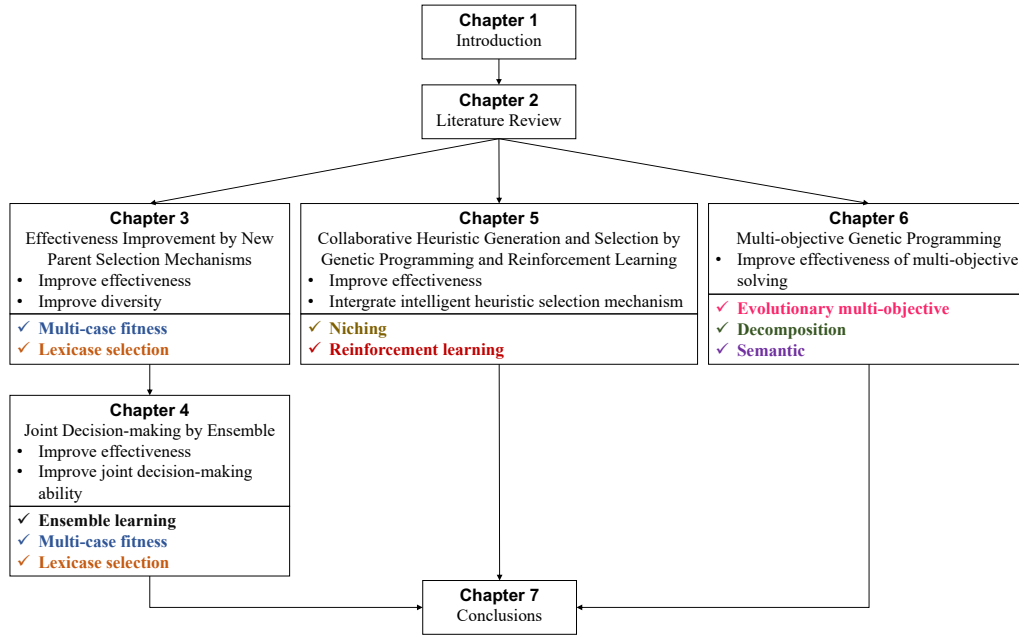 Chapter 1
Introduction
Chapter 2
Literature Review
Chapter 3
Effectiveness Improvement by New
Parent Selection Mechanisms
• Improve effectiveness
• Improve diversity
✓ Multi-case fitness
✓ Lexicase selection
Chapter 5
Collaborative Heuristic Generation and Selection by
Genetic Programming and Reinforcement Learning
• Improve effectiveness
• Intergrate intelligent heuristic selection mechanism
✓ Niching
✓ Reinforcement learning
Chapter 6
Multi-objective Genetic Programming
• Improve effectiveness of multi-objective
solving
✓ Evolutionary multi-objective
✓ Decomposition
✓ Semantic
Chapter 4
Joint Decision-making by Ensemble
• Improve effectiveness
• Improve joint decision-making
ability
✓ Ensemble learning
✓ Multi-case fitness
✓ Lexicase selection
Chapter 7
Conclusions